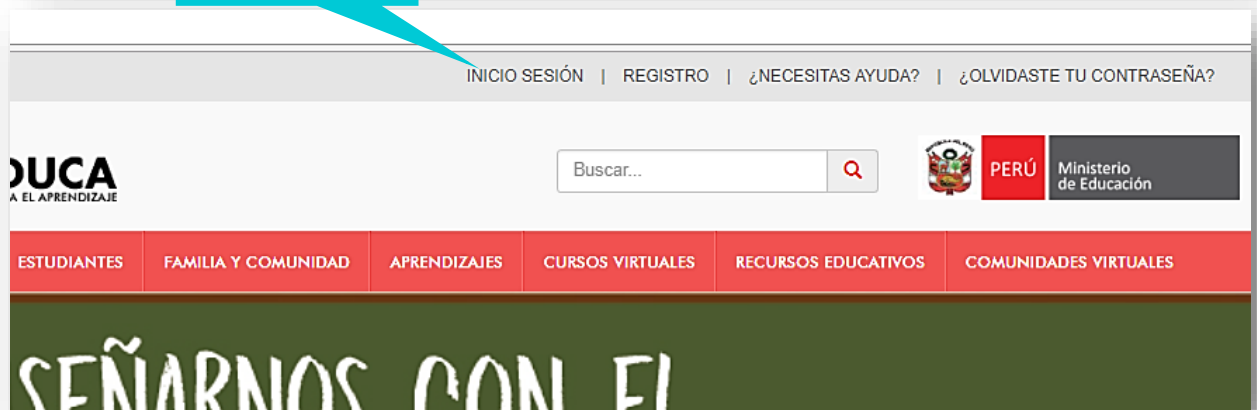 INICIO SESIÓN | REGISTRO | ¿NECESITAS AYUDA? | ¿OLVIDASTE TU CONTRASEÑA?
DUCA
A EL APRENDIZAJE
Buscar...
PERÚ
Ministerio
de Educación
ESTUDIANTES FAMILIA Y COMUNIDAD APRENDIZAJES CURSOS VIRTUALES RECURSOS EDUCATIVOS COMUNIDADES VIRTUALES
SEÑARNOS CON EL